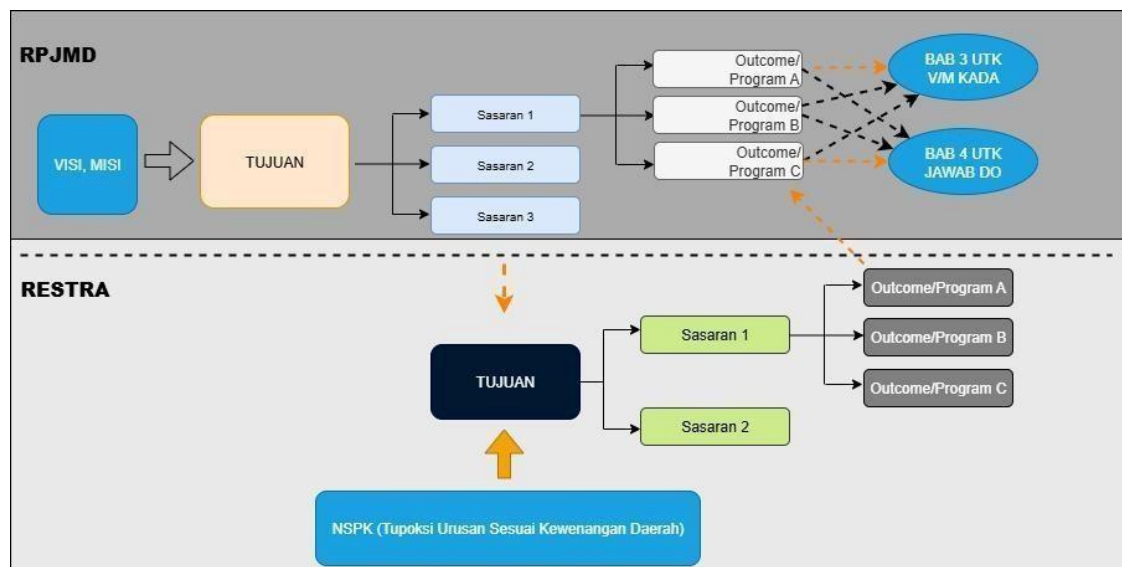 RPJMD
VISI, MISI
TUJUAN
Sasaran 1
Sasaran 2
Sasaran 3
Outcome/
Program A
Outcome/
Program B
Outcome/
Program C
BAB 3 UTK
V/M KADA
BAB 4 UTK
JAWAB DO
RESTRA
TUJUAN
Sasaran 1
Sasaran 2
Outcome/Program A
Outcome/Program B
Outcome/Program C
NSPK (Tupoksi Urusan Sesuai Kewenangan Daerah)